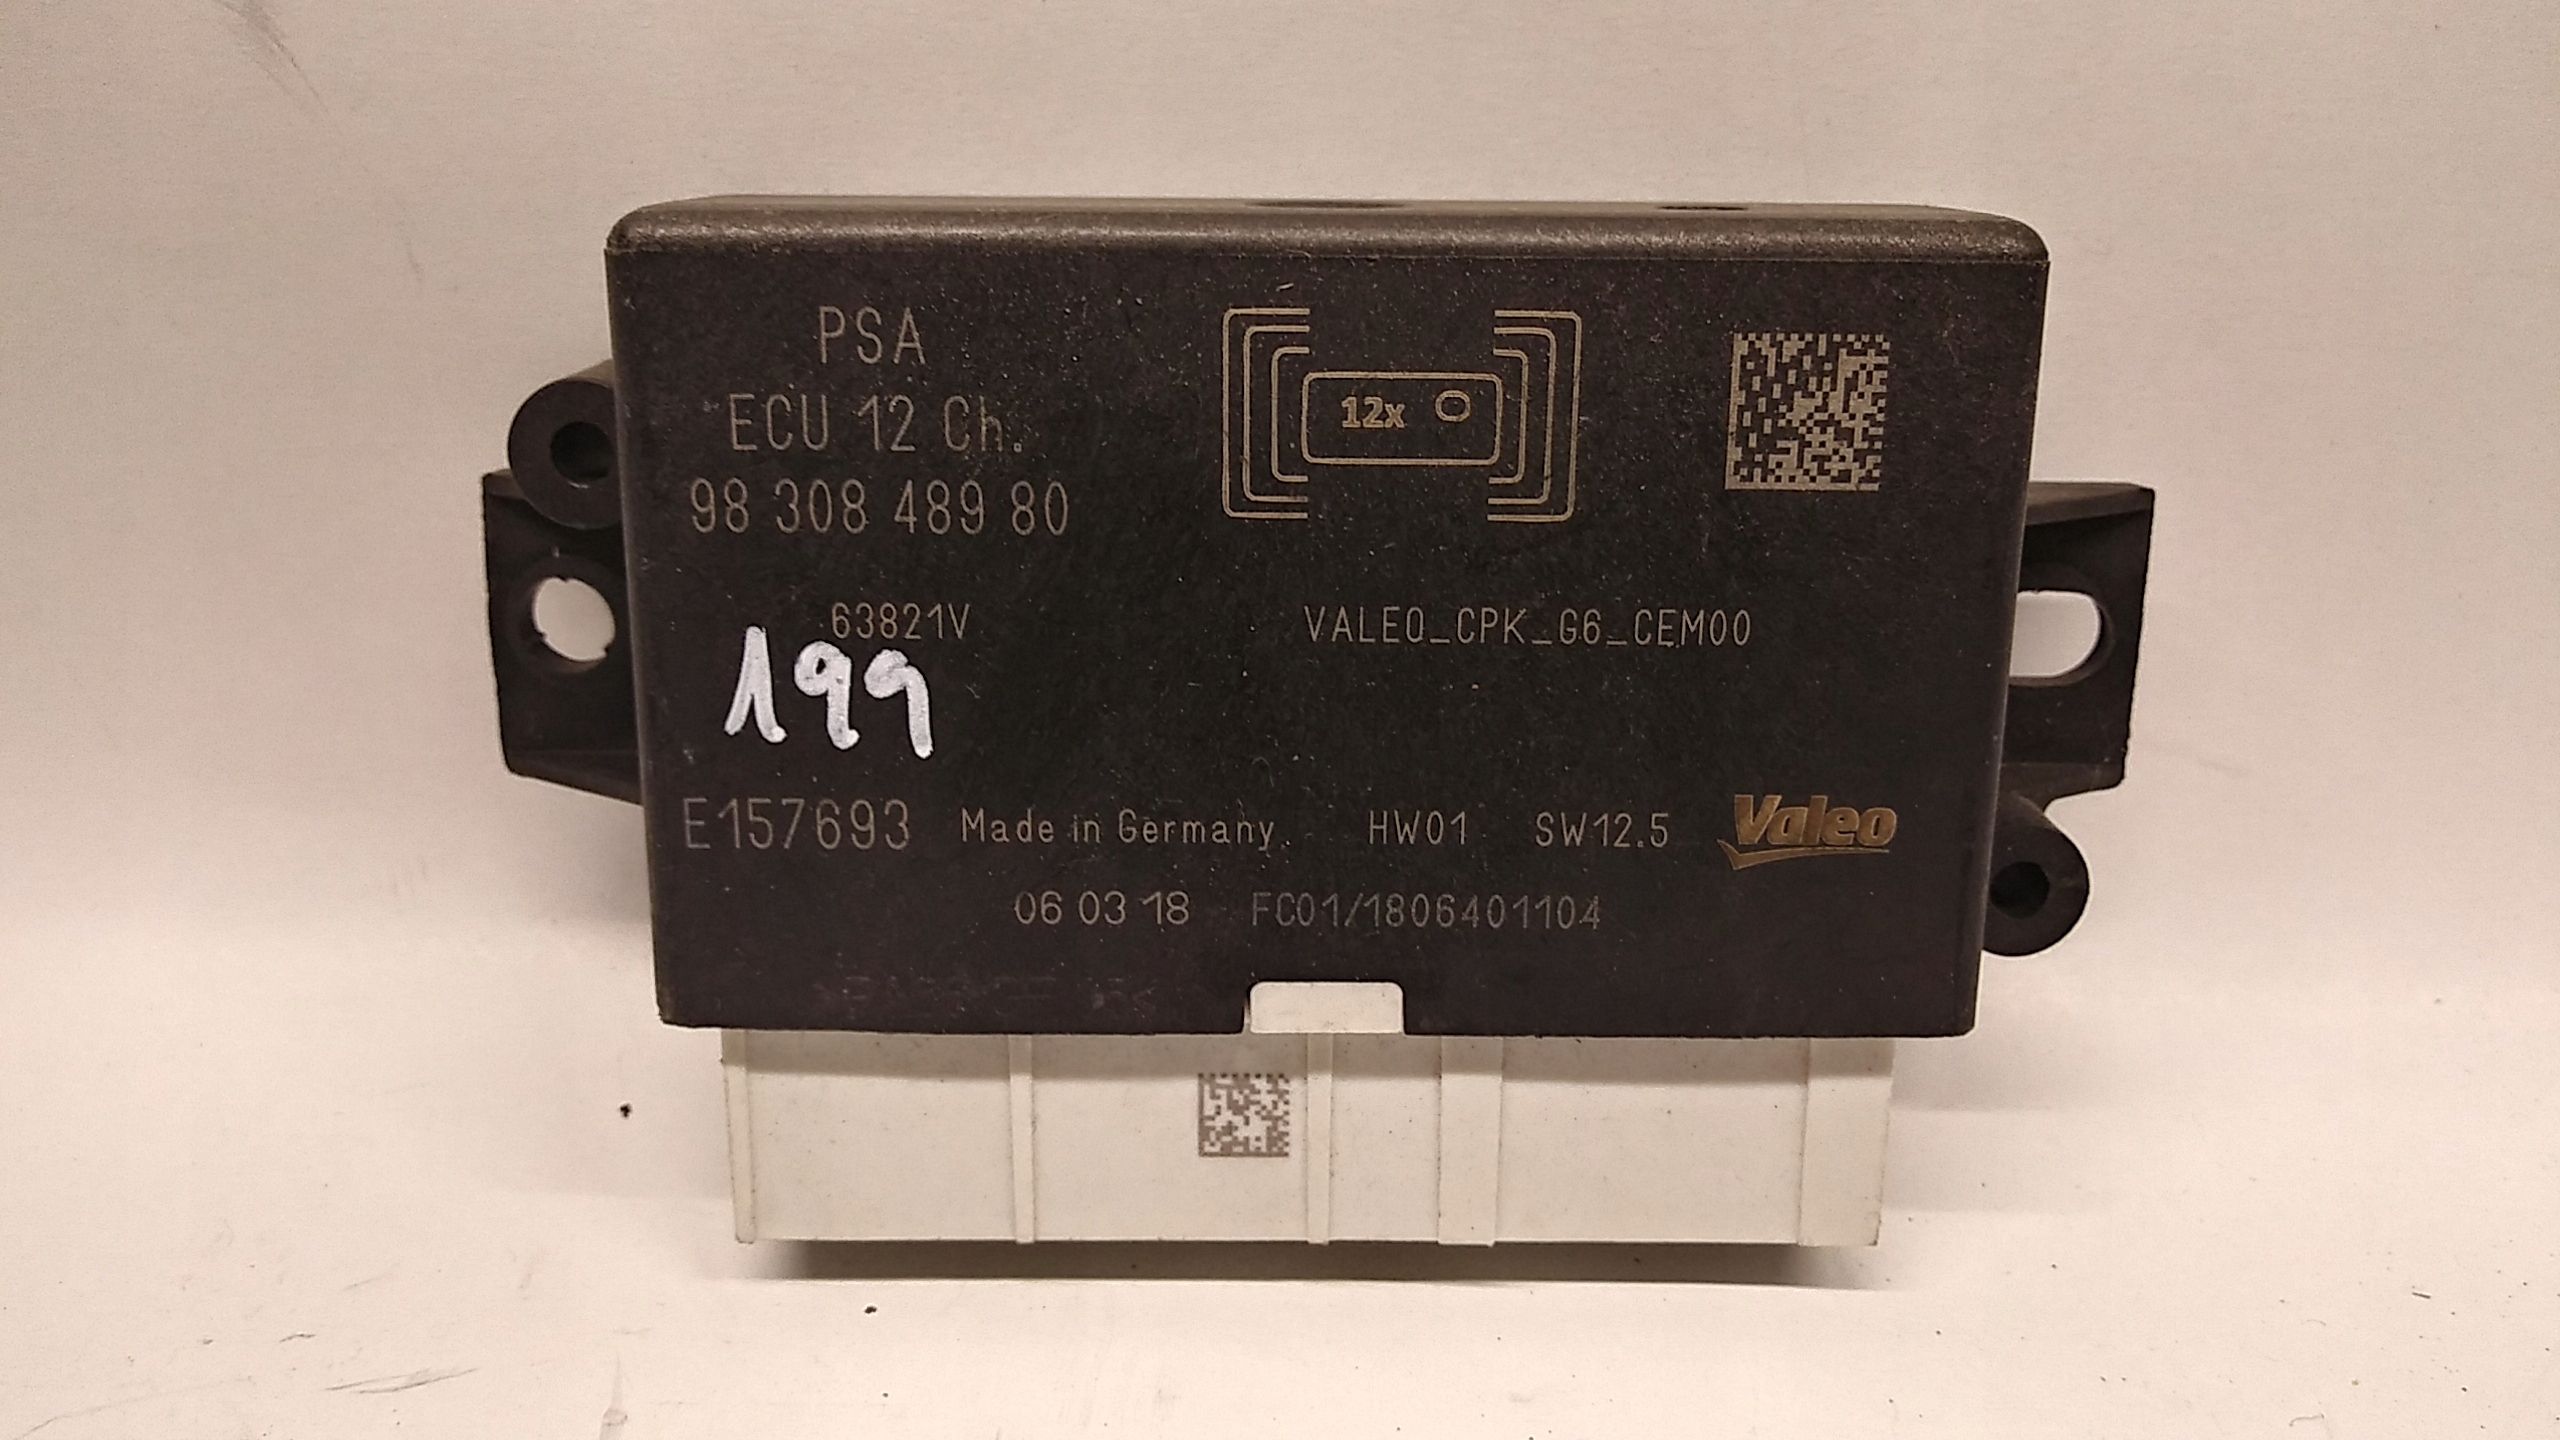 PSA
ECU 12 Ch.
98 308 489 80
12x
63821V
VALEO_CPK_G6_CEM00
199
E157693 Made in Germany HW01 SW12.5 Valeo
06 03 18 FC01/1806401104